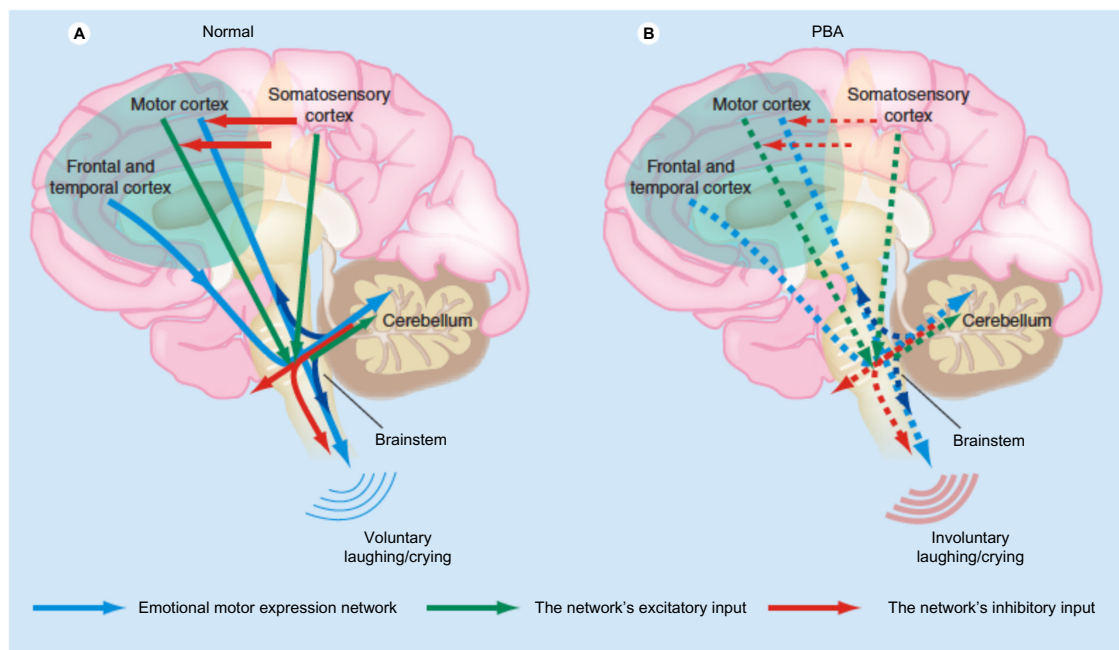 A
Normal
Motor cortex
Somatosensory
cortex
Frontal and
temporal cortex
Cerebellum
Brainstem
Voluntary
laughing/crying
B
PBA
Motor cortex
Somatosensory
cortex
Frontal and
temporal cortex
Cerebellum
Brainstem
Involuntary
laughing/crying
Emotional motor expression network
The network's excitatory input
The network's inhibitory input